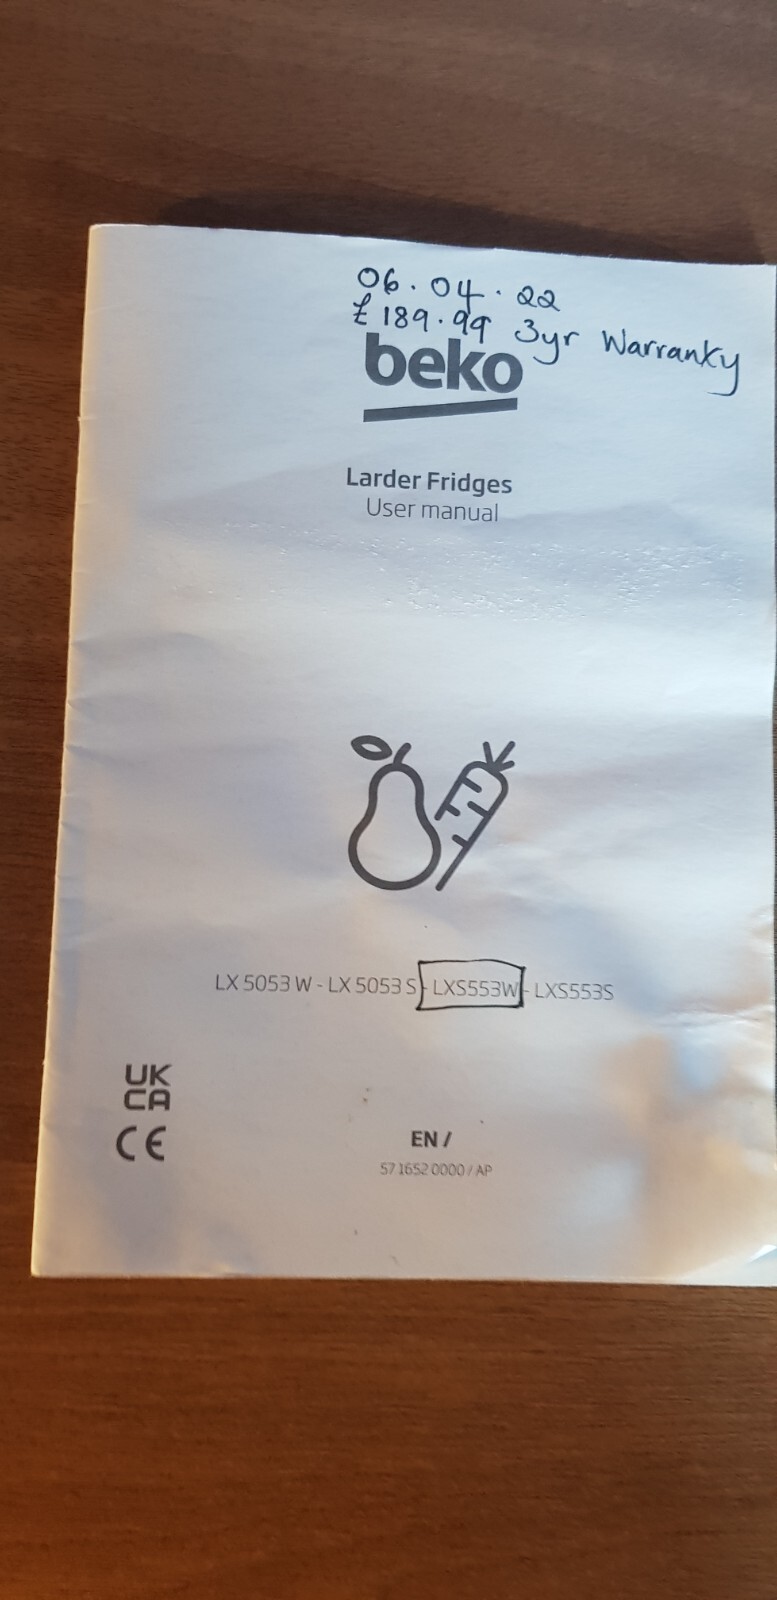 06.04.22
£189.99 3yr Warranty
beko
Larder Fridges
User manual
LX 5053 W - LX 5053 S - LXS553W - LXS553S
UK
CA
CE
EN /
57 1652 0000 / AP